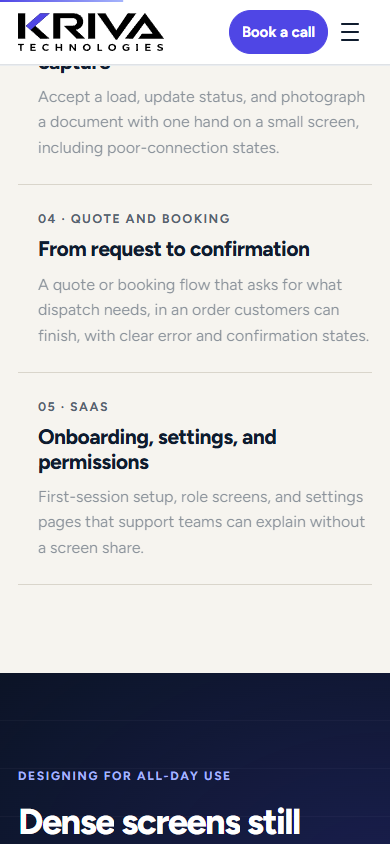 KRIVA
TECHNOLOGIES
Book a call
capture
Accept a load, update status, and photograph
a document with one hand on a small screen,
including poor-connection states.
04 · QUOTE AND BOOKING
From request to confirmation
A quote or booking flow that asks for what
dispatch needs, in an order customers can
finish, with clear error and confirmation states.
05 · SAAS
Onboarding, settings, and
permissions
First-session setup, role screens, and settings
pages that support teams can explain without
a screen share.
DESIGNING FOR ALL-DAY USE
Dense screens still